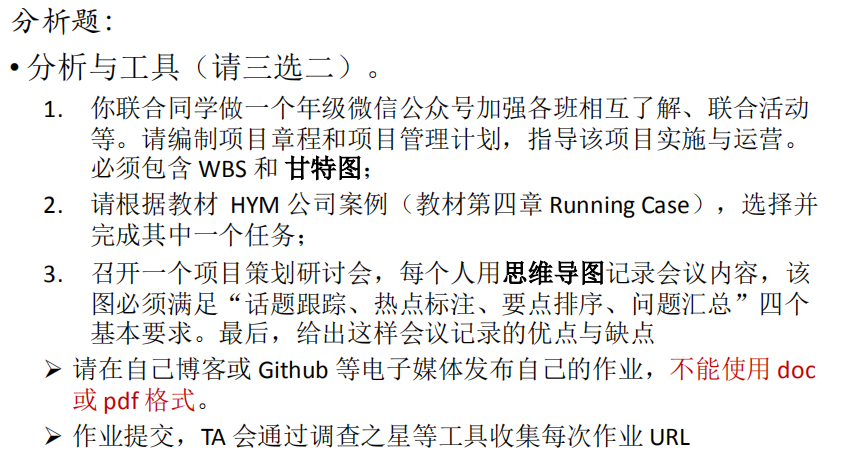 分析题:
• 分析与工具（请三选二）。
1. 你联合同学做一个年级微信公众号加强各班相互了解、联合活动
等。请编制项目章程和项目管理计划，指导该项目实施与运营。
必须包含 WBS 和 甘特图;
2. 请根据教材 HYM 公司案例（教材第四章 Running Case），选择并
完成其中一个任务;
3. 召开一个项目策划研讨会，每个人用思维导图记录会议内容，该
图必须满足“话题跟踪、热点标注、要点排序、问题汇总”四个
基本要求。最后，给出这样会议记录的优点与缺点
➢ 请在自己博客或 Github 等电子媒体发布自己的作业，不能使用 doc
或 pdf 格式。
➢ 作业提交，TA 会通过调查之星等工具收集每次作业 URL